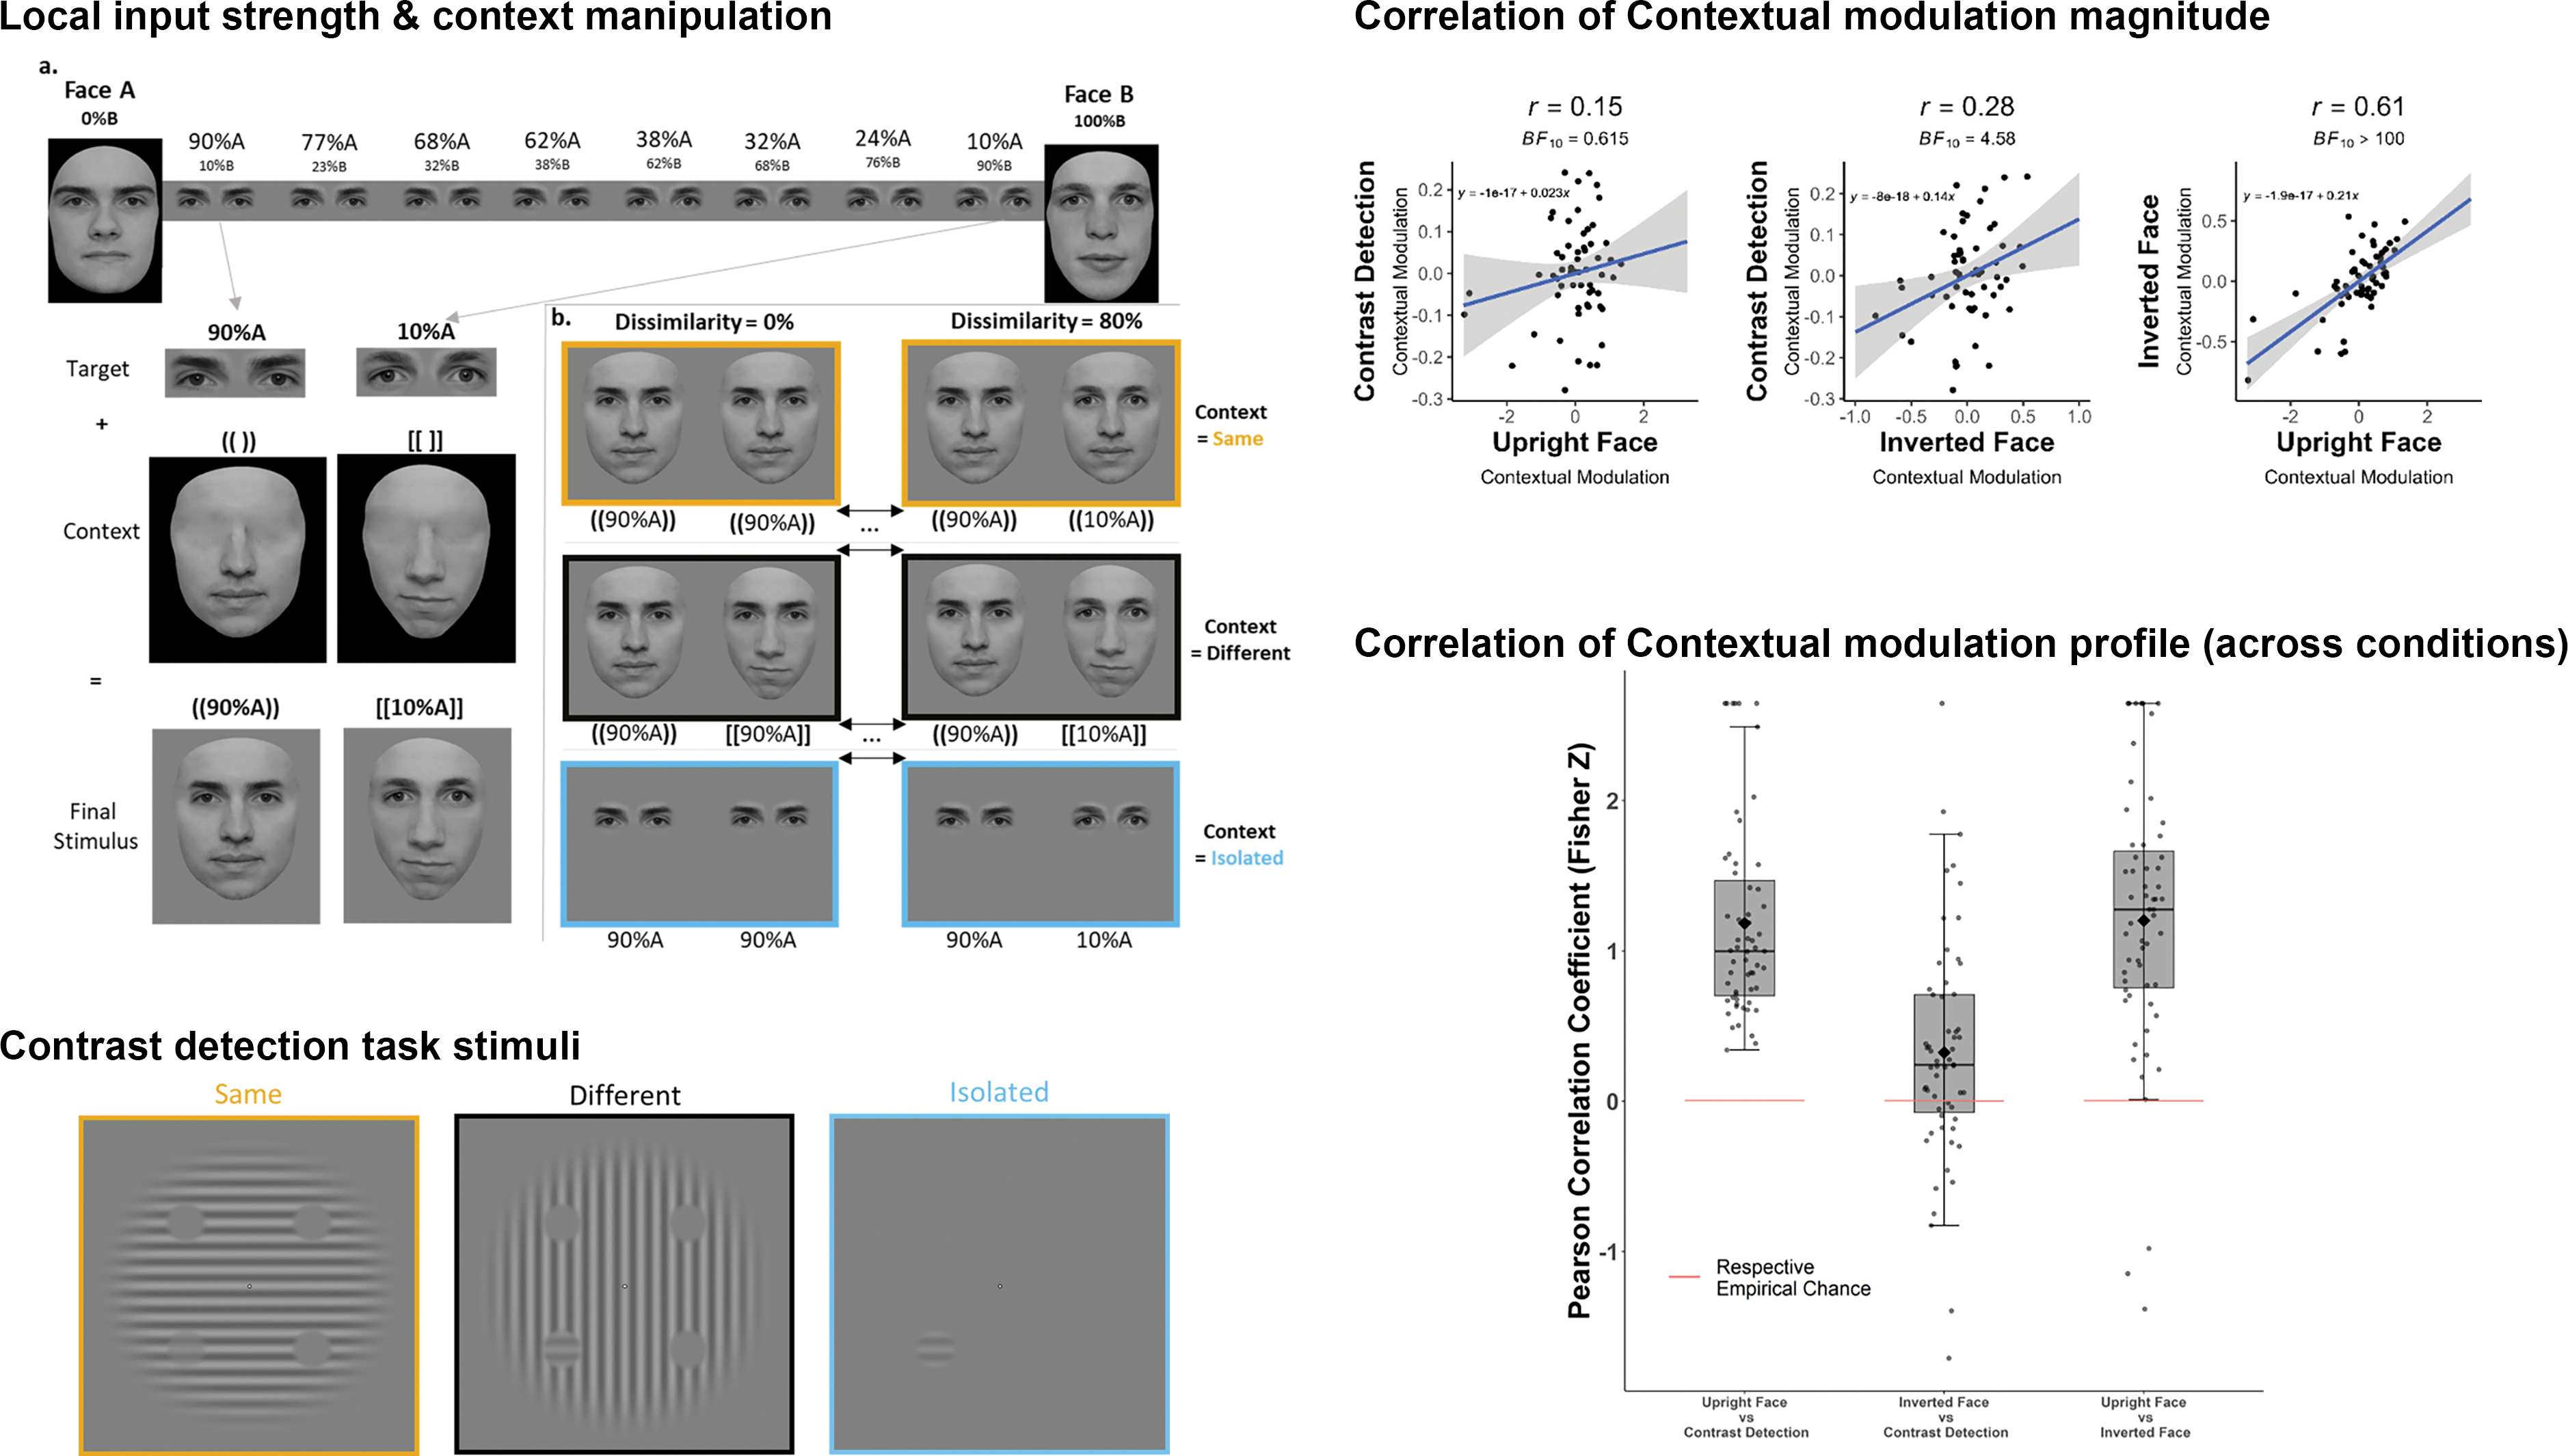 Local input strength & context manipulation
a.
Face A
0%B
90%A
10%B
77%A
23%B
68%A
32%B
62%A
38%B
38%A
62%B
32%A
68%B
24%A
76%B
10%A
90%B
Face B
100%B
Target
90%A
10%A
+
Context
(( ))
[[ ]]
=
((90%A))
[[10%A]]
Final
Stimulus
b.
Dissimilarity = 0%
Dissimilarity = 80%
Context
= Same
((90%A))
((90%A))
...
((90%A))
((10%A))
Context
= Different
((90%A))
[[90%A]]
...
((90%A))
[[10%A]]
Context
= Isolated
90%A
90%A
90%A
10%A
Contrast detection task stimuli
Same
Different
Isolated
Correlation of Contextual modulation magnitude
r = 0.15
BF10 = 0.615
y = -1e-17 + 0.023x
Contrast Detection
Contextual Modulation
0.2
0.1
0.0
-0.1
-0.2
-0.3
-2
0
2
Upright Face
Contextual Modulation
r = 0.28
BF10 = 4.58
y = -8e-18 + 0.14x
Contrast Detection
Contextual Modulation
0.2
0.1
0.0
-0.1
-0.2
-0.3
-1.0
-0.5
0.0
0.5
1.0
Inverted Face
Contextual Modulation
r = 0.61
BF10 > 100
y = -1.9e-17 + 0.21x
Inverted Face
Contextual Modulation
0.5
0.0
-0.5
-2
0
2
Upright Face
Contextual Modulation
Correlation of Contextual modulation profile (across conditions)
Pearson Correlation Coefficient (Fisher Z)
2
1
0
-1
Respective
Empirical Chance
Upright Face
vs
Contrast Detection
Inverted Face
vs
Contrast Detection
Upright Face
vs
Inverted Face